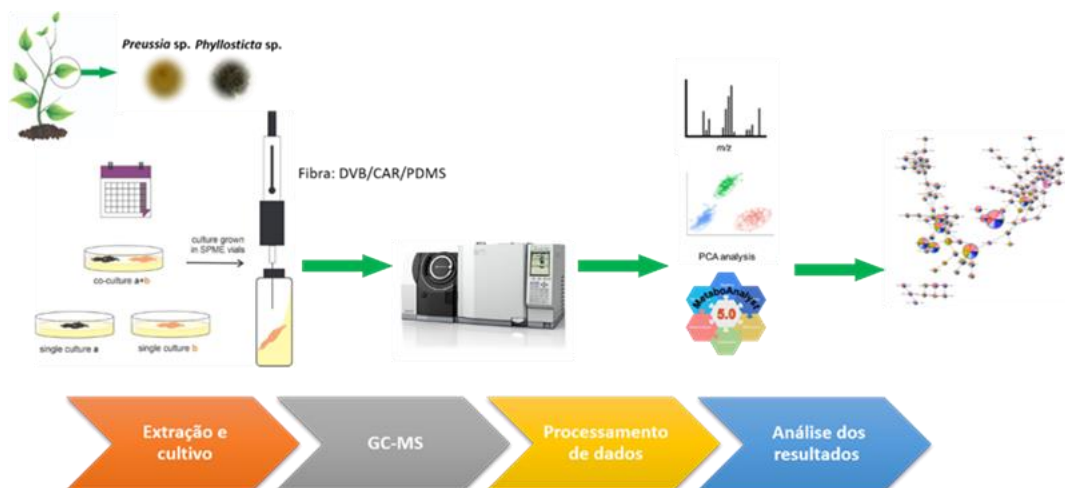 Preussia sp. Phyllosticta sp.
Fibra: DVB/CAR/PDMS
culture grown
in SPME vials
co-culture a+b
single culture a
single culture b
m/z
PCA analysis
MetaboAnalyst
5.0
Extração e
cultivo
GC-MS
Processamento
de dados
Análise dos
resultados